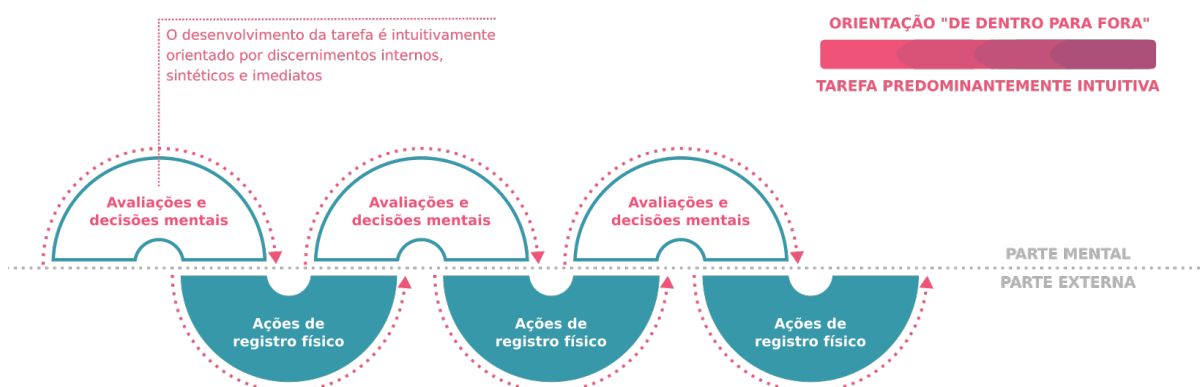 O desenvolvimento da tarefa é intuitivamente
orientado por discernimentos internos,
sintéticos e imediatos
ORIENTAÇÃO "DE DENTRO PARA FORA"
TAREFA PREDOMINANTEMENTE INTUITIVA
Avaliações e
decisões mentais
Avaliações e
decisões mentais
Avaliações e
decisões mentais
PARTE MENTAL
PARTE EXTERNA
Ações de
registro físico
Ações de
registro físico
Ações de
registro físico